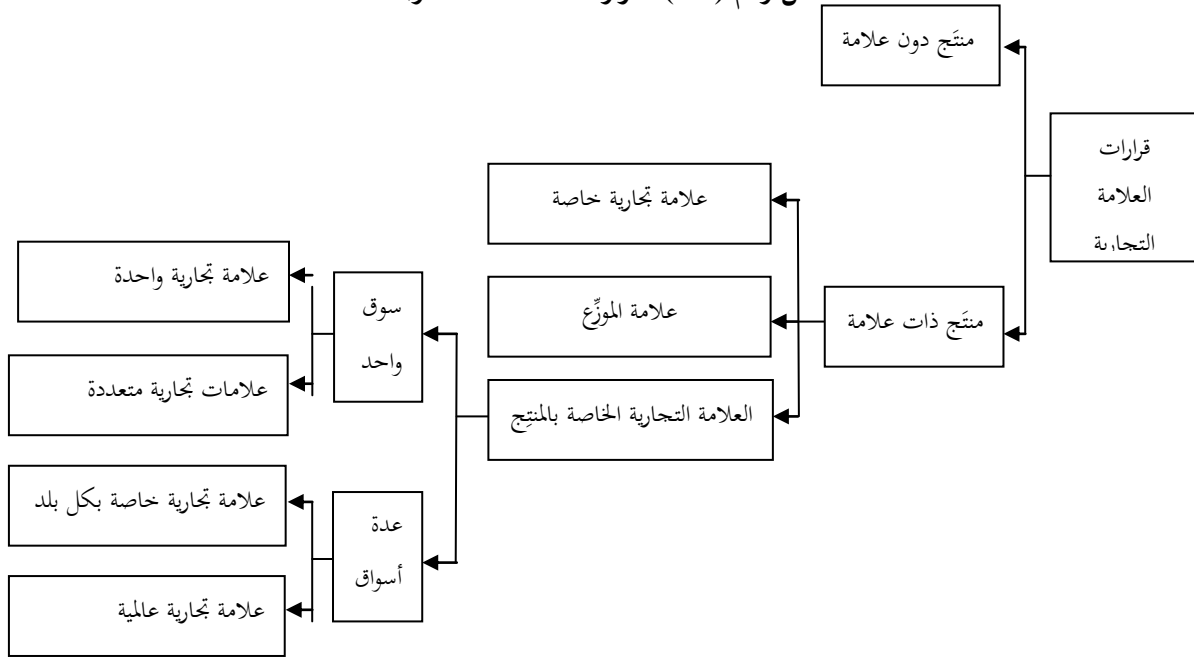 منتَج دون علامة
قرارات
العلامة
التجارية
علامة تجارية خاصة
علامة تجارية واحدة
سوق
واحد
علامة الموزِّع
منتَج ذات علامة
علامات تجارية متعددة
العلامة التجارية الخاصة بالمنتِج
علامة تجارية خاصة بكل بلد
عدة
أسواق
علامة تجارية عالمية